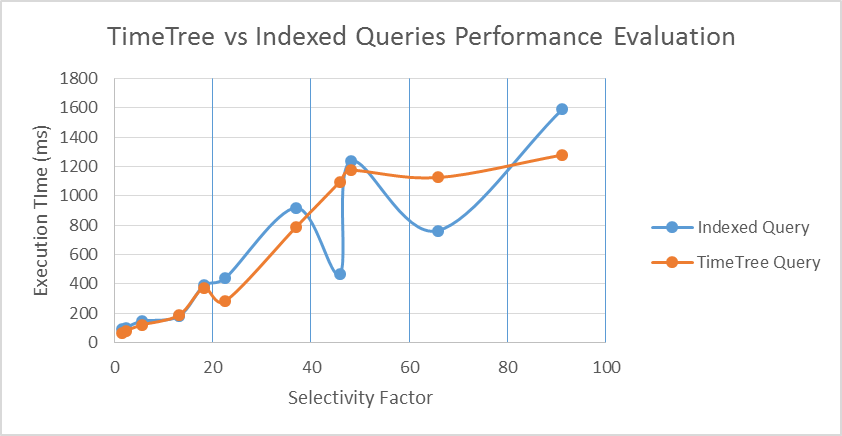 TimeTree vs Indexed Queries Performance Evaluation
1800
1600
1400
1200
1000
800
600
400
200
0
Execution TIme (ms)
0 20 40 60 80 100
Selectivity Factor
Indexed Query
TimeTree Query